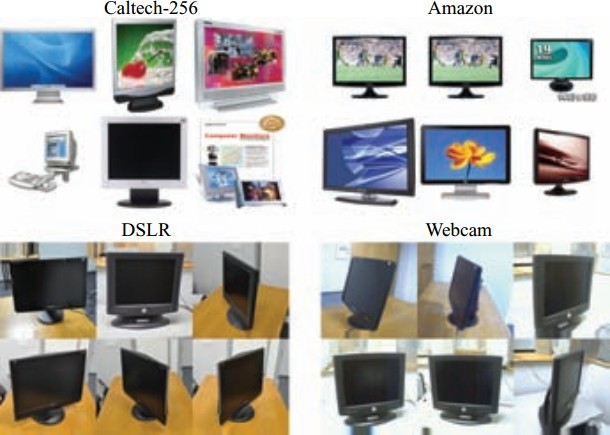 Caltech-256
Amazon
19
Computer Monitors
DSLR
Webcam